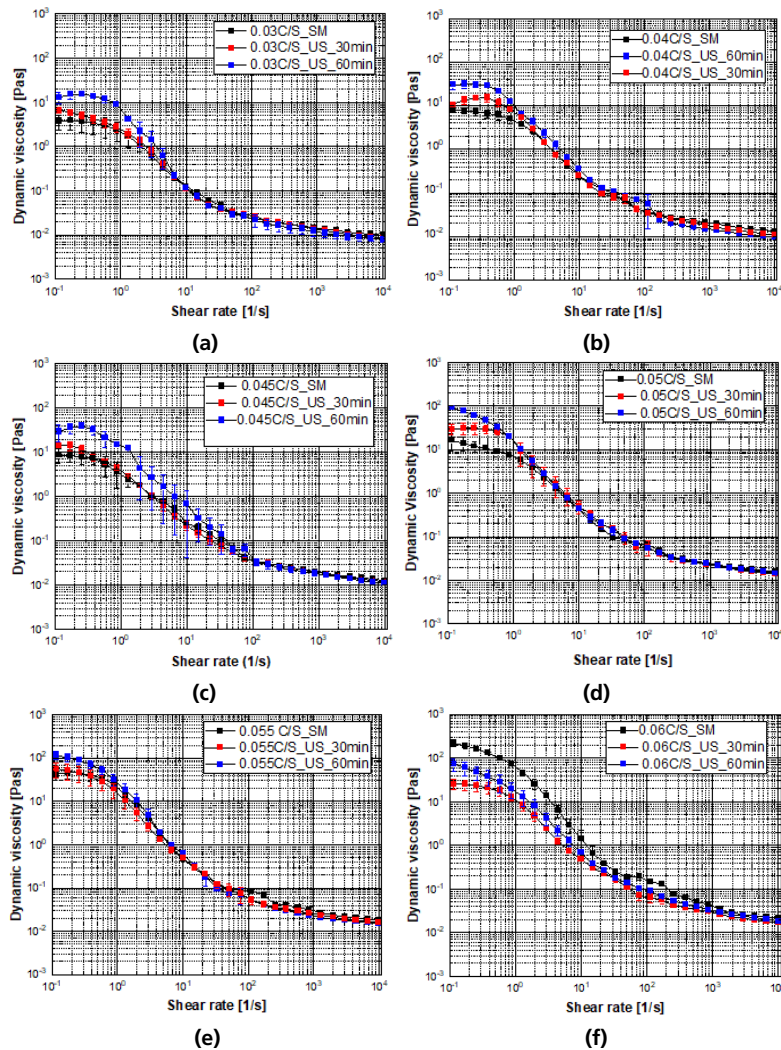 10³
10²
10¹
10⁰
10⁻¹
10⁻²
10⁻³
Dynamic viscosity [Pas]
0.03C/S_SM
0.03C/S_US_30min
0.03C/S_US_60min
10⁻¹ 10⁰ 10¹ 10² 10³ 10⁴
Shear rate [1/s]
(a)
10³
10²
10¹
10⁰
10⁻¹
10⁻²
10⁻³
Dynamic viscosity [Pas]
0.04C/S_SM
0.04C/S_US_60min
0.04C/S_US_30min
10⁻¹ 10⁰ 10¹ 10² 10³ 10⁴
Shear rate [1/s]
(b)
10³
10²
10¹
10⁰
10⁻¹
10⁻²
10⁻³
Dynamic viscosity [Pas]
0.045C/S_SM
0.045C/S_US_30min
0.045C/S_US_60min
10⁻¹ 10⁰ 10¹ 10² 10³ 10⁴
Shear rate (1/s)
(c)
10³
10²
10¹
10⁰
10⁻¹
10⁻²
10⁻³
Dynamic Viscosity [Pas]
0.05C/S_SM
0.05C/S_US_30min
0.05C/S_US_60min
10⁻¹ 10⁰ 10¹ 10² 10³ 10⁴
Shear rate [1/s]
(d)
10³
10²
10¹
10⁰
10⁻¹
10⁻²
10⁻³
Dynamic viscosity [Pas]
0.055 C/S_SM
0.055C/S_US_30min
0.055C/S_US_60min
10⁻¹ 10⁰ 10¹ 10² 10³ 10⁴
Shear rate [1/s]
(e)
10³
10²
10¹
10⁰
10⁻¹
10⁻²
10⁻³
Dynamic viscosity [Pas]
0.06C/S_SM
0.06C/S_US_30min
0.06C/S_US_60min
10⁻¹ 10⁰ 10¹ 10² 10³ 10⁴
Shear rate [1/s]
(f)